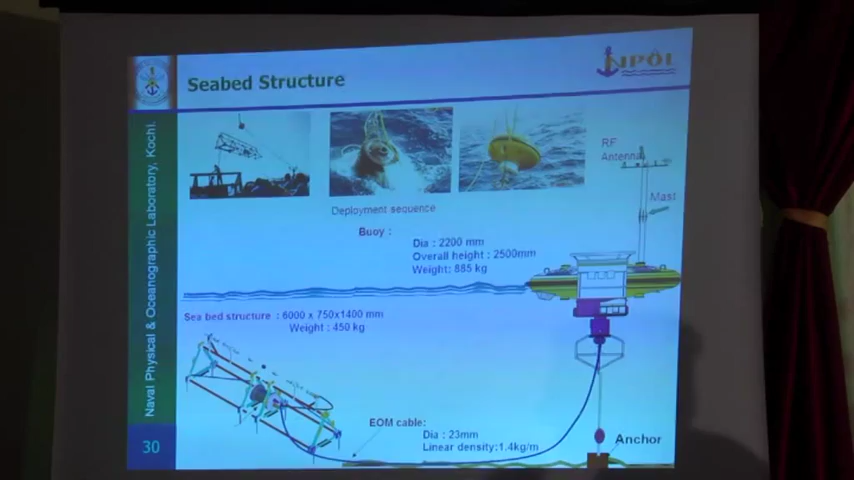 Seabed Structure
NPOL
Naval Physical & Oceanographic Laboratory, Kochi.
RF
Antenna
Mast
Deployment sequence
Buoy :
Dia : 2200 mm
Overall height : 2500mm
Weight: 885 kg
Sea bed structure : 6000 x 750x1400 mm
Weight : 450 kg
EOM cable:
Dia : 23mm
Linear density:1.4kg/m
Anchor
30